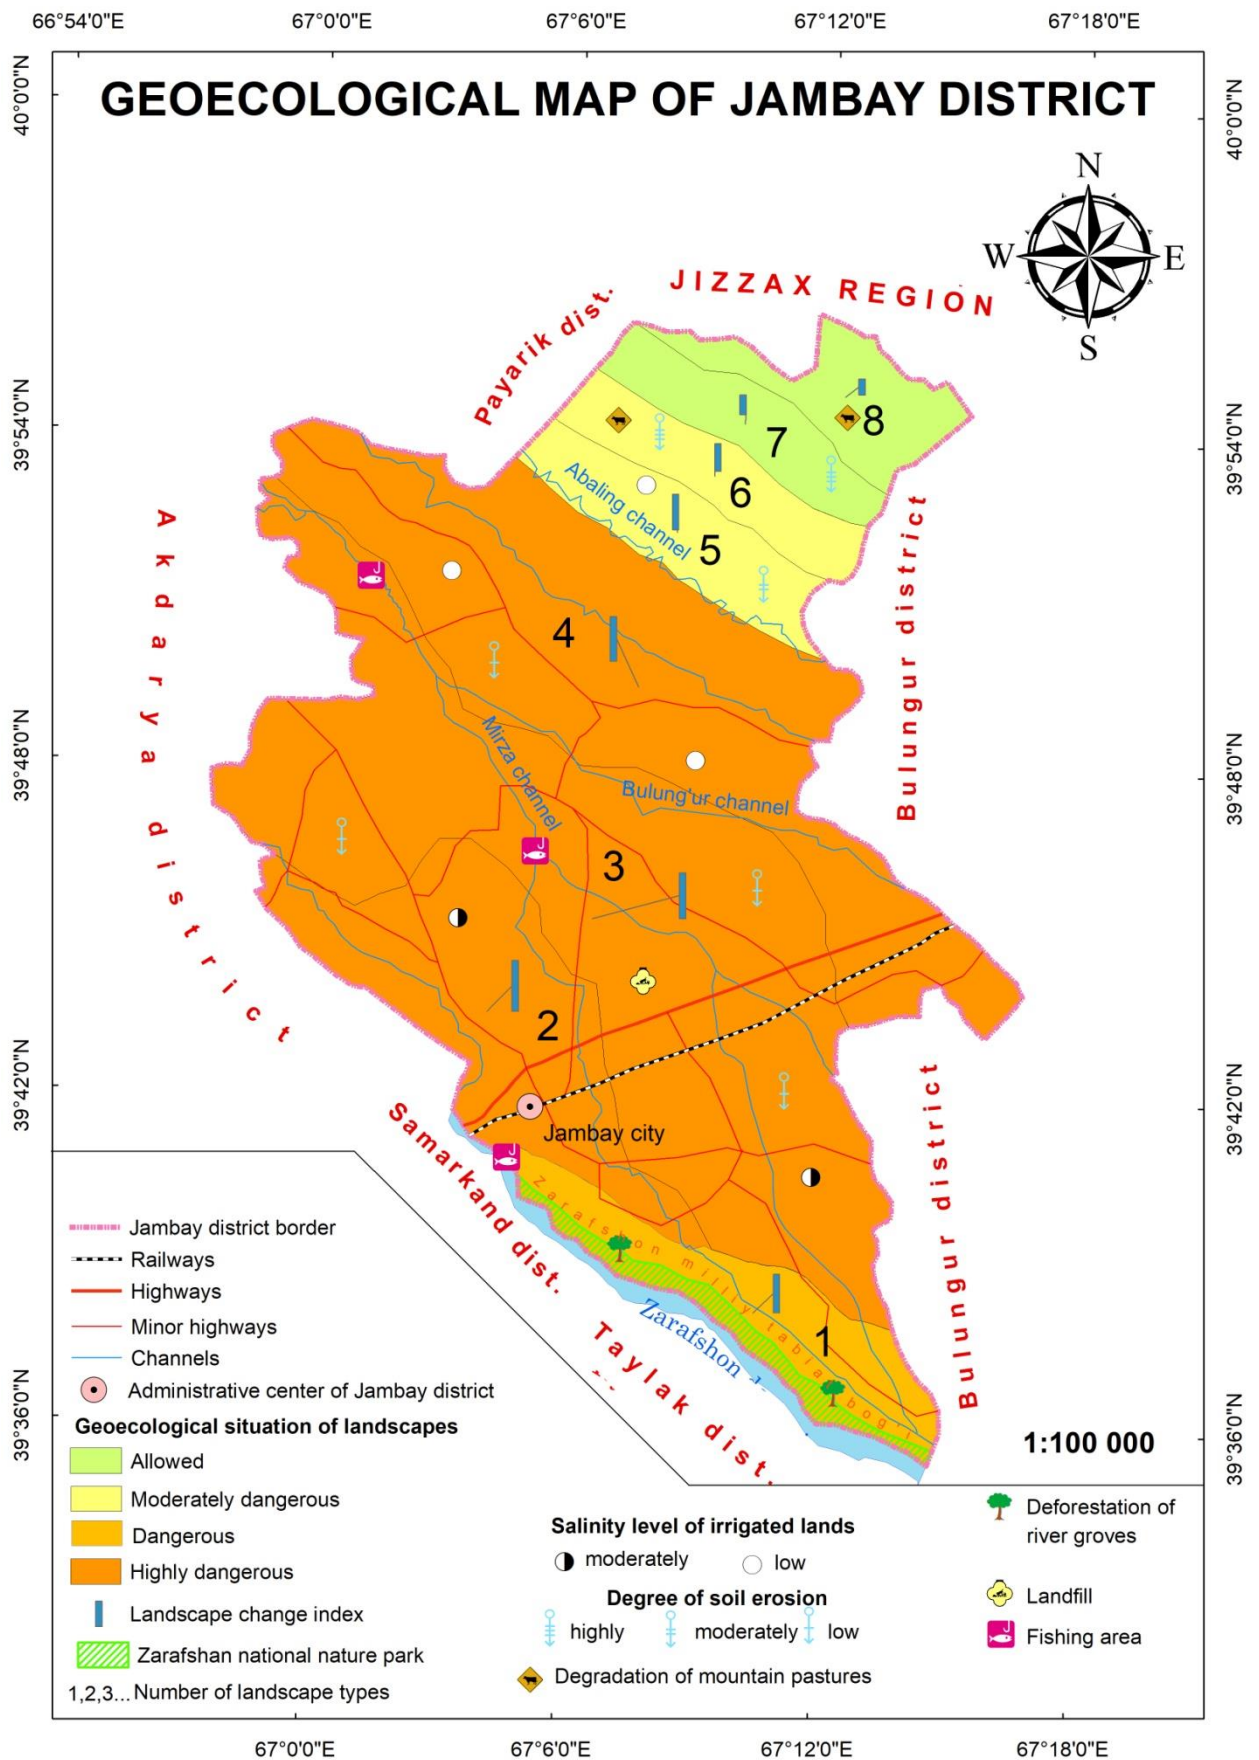 66°54'0"E 67°0'0"E 67°6'0"E 67°12'0"E 67°18'0"E
40°0'0"N
40°0'0"N
GEOECOLOGICAL MAP OF JAMBAY DISTRICT
N
W E
S
JIZZAX REGION
Payarik dist.
39°54'0"N
39°54'0"N
8
7
6
5
Abaling channel
Akdarya district
Bulungur district
4
39°48'0"N
39°48'0"N
Mirza channel
Bulung'ur channel
3
2
39°42'0"N
39°42'0"N
Jambay city
Samarkand dist.
Bulungur district
Zarafshon milliy tabiat bog'i
Zarafshon
1
Taylak dist.
39°36'0"N
39°36'0"N
1:100 000
Jambay district border
Railways
Highways
Minor highways
Channels
Administrative center of Jambay district
Geoecological situation of landscapes
Allowed
Moderately dangerous
Dangerous
Highly dangerous
Landscape change index
Zarafshan national nature park
1,2,3... Number of landscape types
Salinity level of irrigated lands
moderately low
Degree of soil erosion
highly moderately low
Degradation of mountain pastures
Deforestation of
river groves
Landfill
Fishing area
67°0'0"E 67°6'0"E 67°12'0"E 67°18'0"E